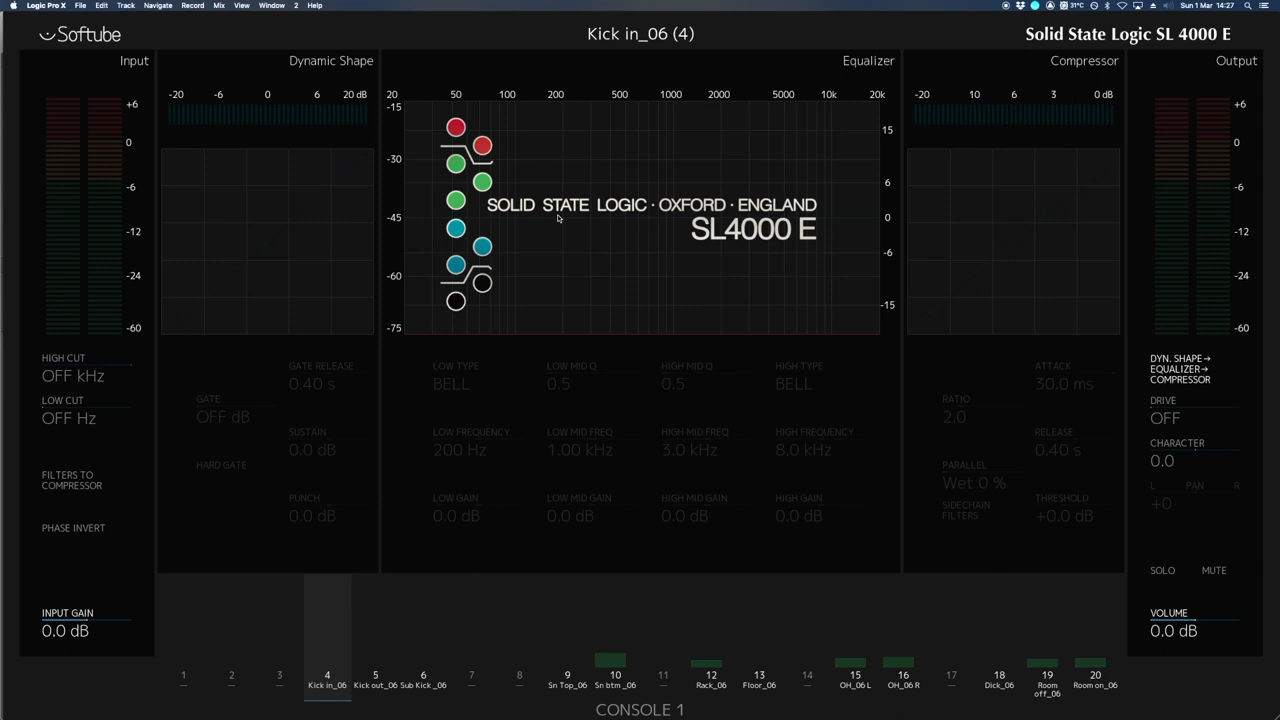 Logic Pro X File Edit Track Navigate Record Mix View Window 2 Help 31°C Sun 1 Mar 14:27
Softube Kick in_06 (4) Solid State Logic SL 4000 E
Input Dynamic Shape Equalizer Compressor Output
-20 -6 0 6 20 dB
20 50 100 200 500 1000 2000 5000 10k 20k
-20 10 6 3 0 dB
+6
0
-6
-12
-24
-60
-15
-30
-45
-60
-75
15
6
0
-6
-15
SOLID STATE LOGIC · OXFORD · ENGLAND
SL4000 E
+6
0
-6
-12
-24
-60
HIGH CUT
OFF kHz
LOW CUT
OFF Hz
FILTERS TO
COMPRESSOR
PHASE INVERT
INPUT GAIN
0.0 dB
GATE RELEASE
0.40 s
GATE
OFF dB
SUSTAIN
0.0 dB
HARD GATE
PUNCH
0.0 dB
LOW TYPE LOW MID Q HIGH MID Q HIGH TYPE
BELL 0.5 0.5 BELL
LOW FREQUENCY LOW MID FREQ HIGH MID FREQ HIGH FREQUENCY
200 Hz 1.00 kHz 3.0 kHz 8.0 kHz
LOW GAIN LOW MID GAIN HIGH MID GAIN HIGH GAIN
0.0 dB 0.0 dB 0.0 dB 0.0 dB
ATTACK
30.0 ms
RATIO
2.0
RELEASE
0.40 s
PARALLEL
Wet 0 %
SIDECHAIN
FILTERS
THRESHOLD
+0.0 dB
DYN. SHAPE→
EQUALIZER→
COMPRESSOR
DRIVE
OFF
CHARACTER
0.0
L PAN R
+0
SOLO MUTE
VOLUME
0.0 dB
1 2 3 4 5 6 7 8 9 10 11 12 13 14 15 16 17 18 19 20
— — — Kick in_06 Kick out_06 Sub Kick _06 — — Sn Top_06 Sn btm _06 — Rack_06 Floor_06 — OH_06 L OH_06 R — Dick_06 Room off_06 Room on_06
CONSOLE 1